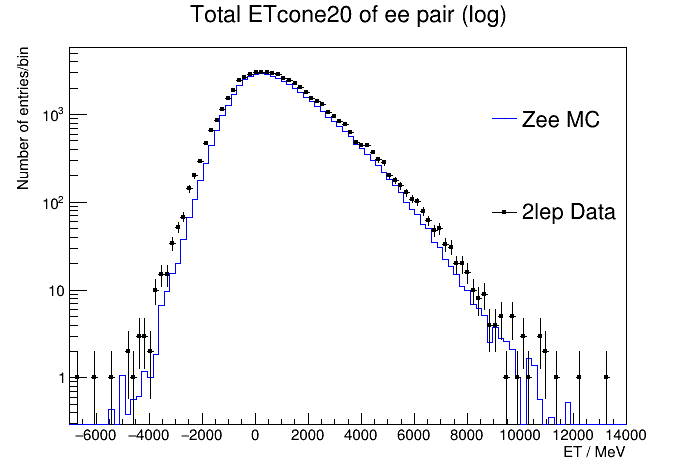 Total ETcone20 of ee pair (log)
Number of entries/bin
10³
10²
10
1
Zee MC
2lep Data
−6000 −4000 −2000 0 2000 4000 6000 8000 10000 12000 14000
ET / MeV